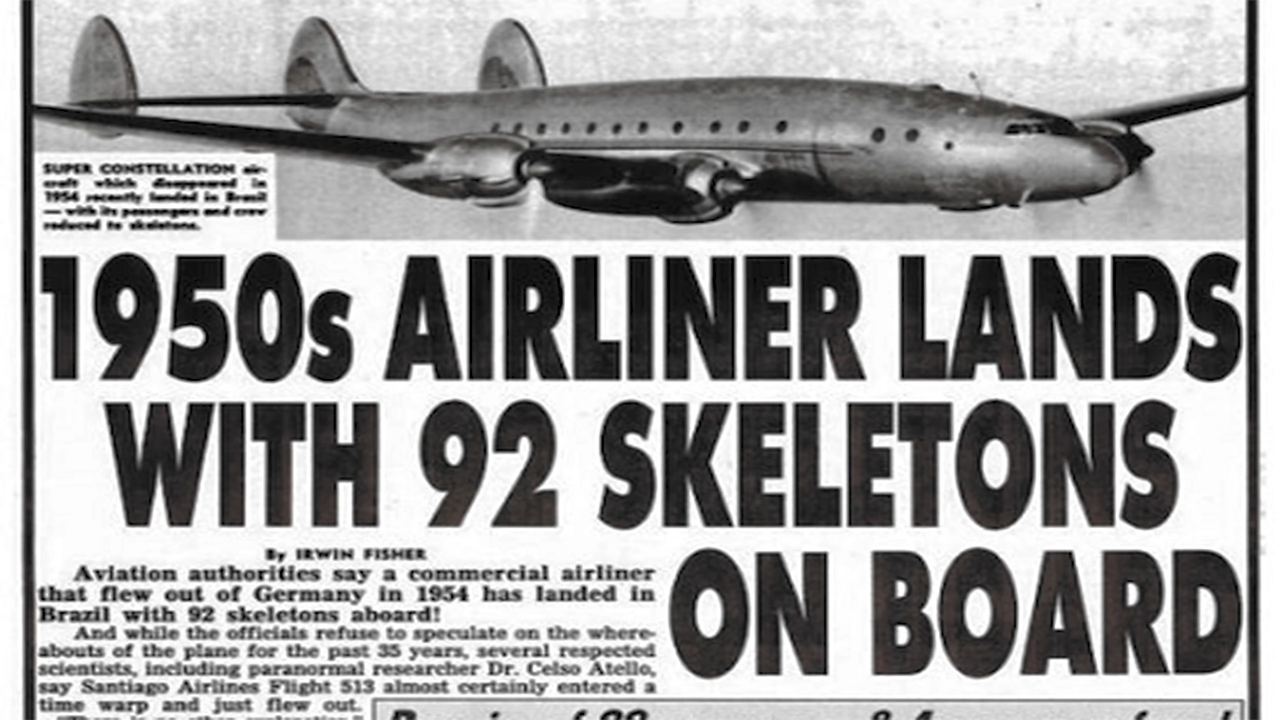 SUPER CONSTELLATION air-
craft which disappeared in
1954 recently landed in Brazil
— with its passengers and crew
reduced to skeletons.
1950s AIRLINER LANDS
WITH 92 SKELETONS
ON BOARD
By IRWIN FISHER
Aviation authorities say a commercial airliner
that flew out of Germany in 1954 has landed in
Brazil with 92 skeletons aboard!
And while the officials refuse to speculate on the where-
abouts of the plane for the past 35 years, several respected
scientists, including paranormal researcher Dr. Celso Atello,
say Santiago Airlines Flight 513 almost certainly entered a
time warp and just flew out.